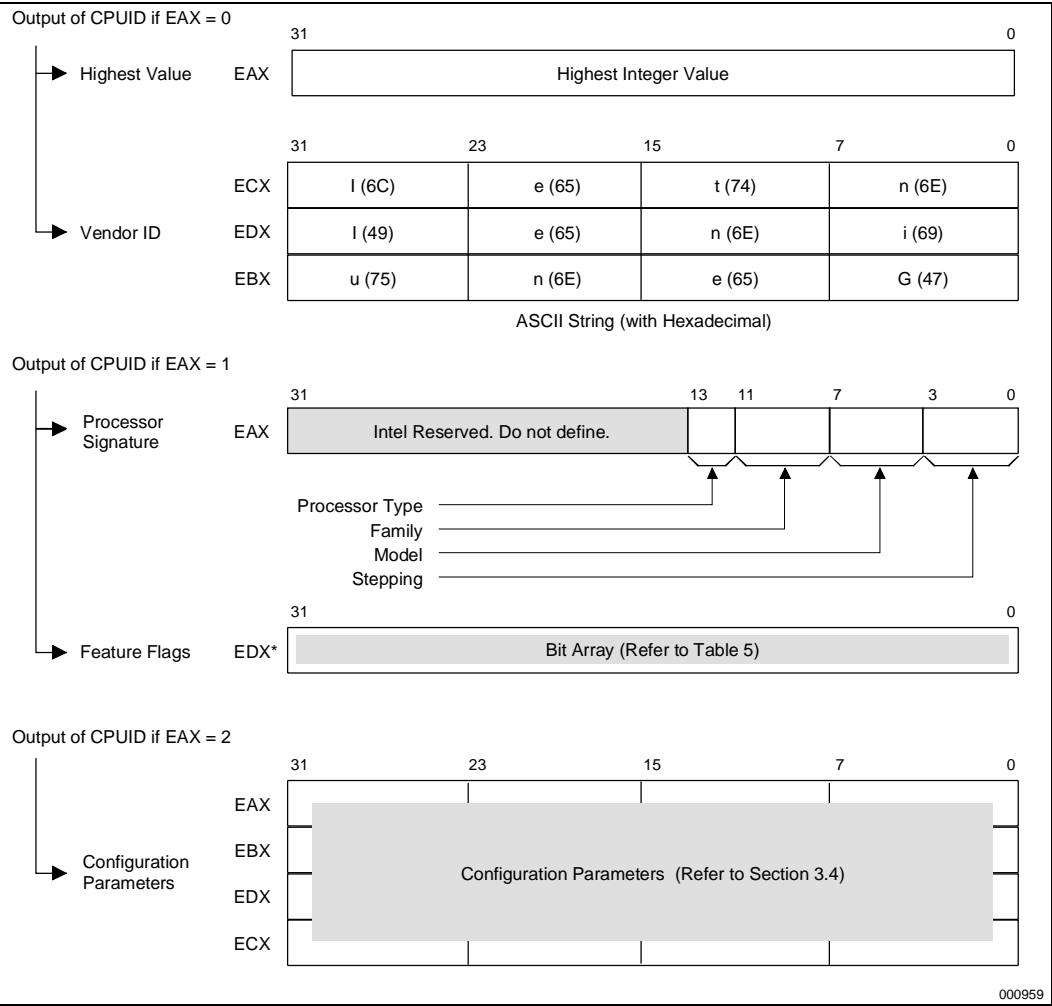 Output of CPUID if EAX = 0
31 0
Highest Value EAX Highest Integer Value
31 23 15 7 0
ECX l (6C) e (65) t (74) n (6E)
Vendor ID EDX I (49) e (65) n (6E) i (69)
EBX u (75) n (6E) e (65) G (47)
ASCII String (with Hexadecimal)
Output of CPUID if EAX = 1
31 13 11 7 3 0
Processor
Signature EAX Intel Reserved. Do not define.
Processor Type
Family
Model
Stepping
31 0
Feature Flags EDX* Bit Array (Refer to Table 5)
Output of CPUID if EAX = 2
31 23 15 7 0
EAX
EBX
Configuration
Parameters Configuration Parameters (Refer to Section 3.4)
EDX
ECX
000959